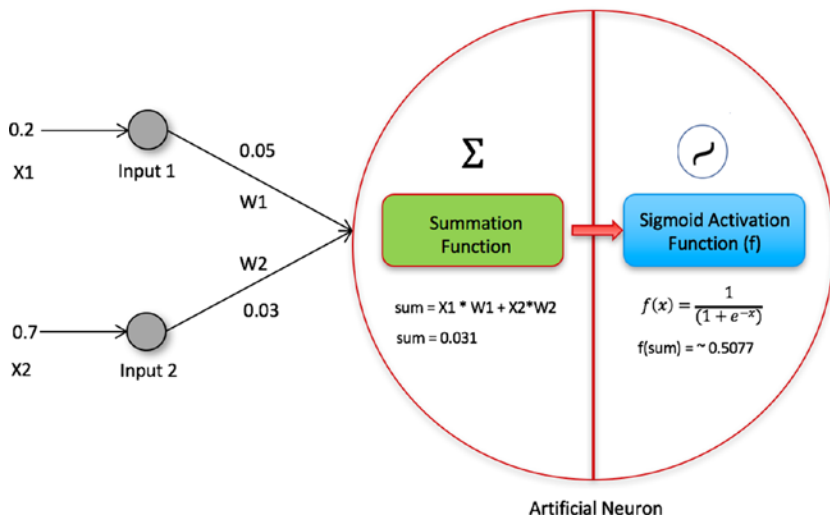 0.2
X1
Input 1
0.05
W1
W2
0.03
0.7
X2
Input 2
Σ
Summation
Function
sum = X1 * W1 + X2*W2
sum = 0.031
Sigmoid Activation
Function (f)
f(x) = 1 / (1 + e^{-x})
f(sum) = ~ 0.5077
Artificial Neuron